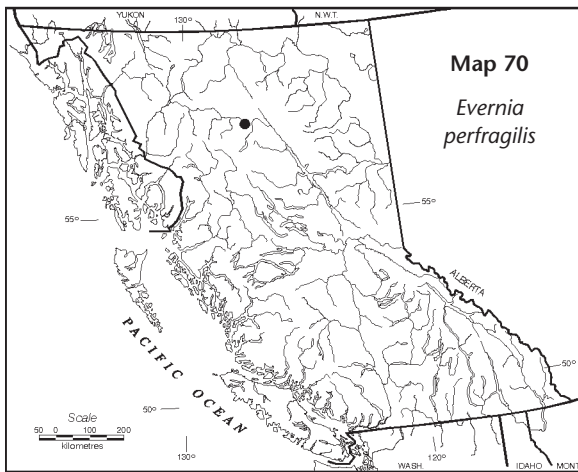 YUKON
130°
N.W.T.
Map 70
Evernia
perfragilis
55°
55°
ALBERTA
PACIFIC OCEAN
50°
Scale
50 0 100 200
kilometres
50°
130°
WASH.
120°
IDAHO
MONT